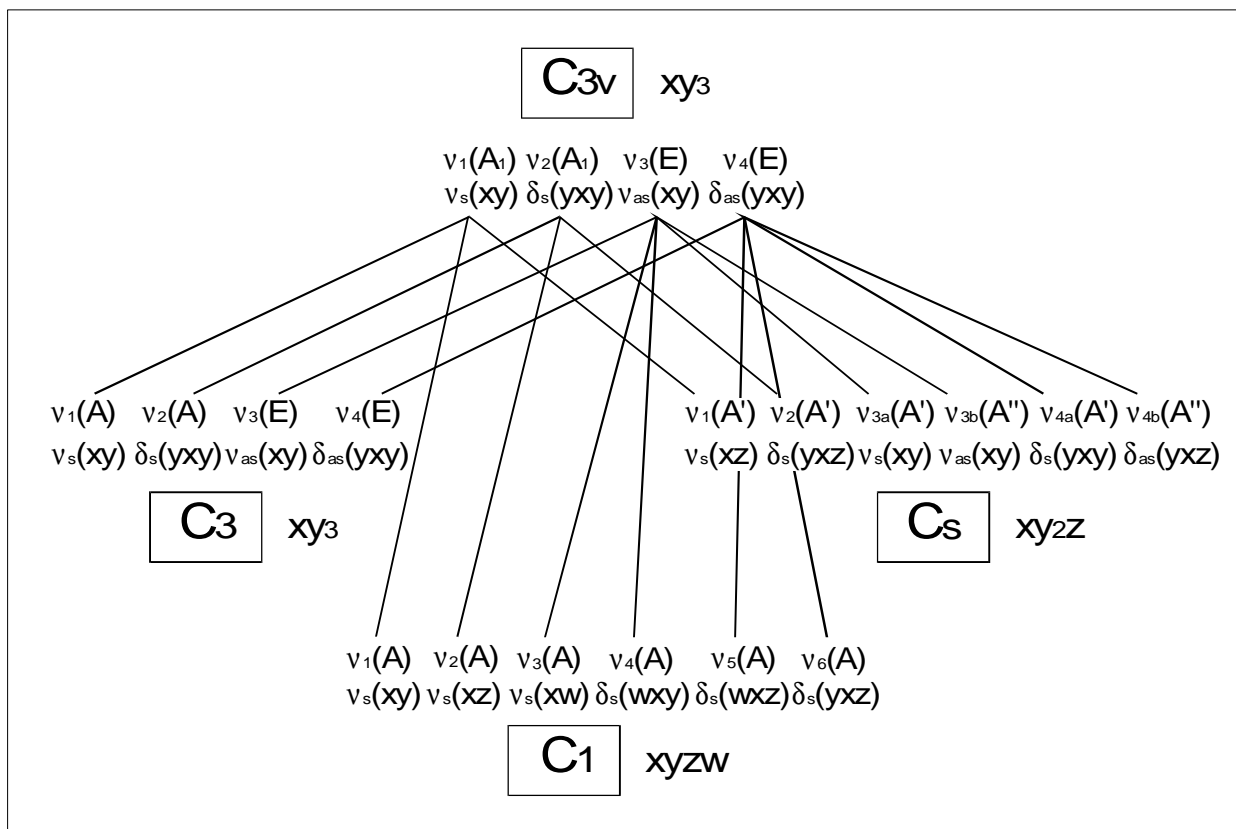 C3v xy3
ν1(A1) ν2(A1) ν3(E) ν4(E)
νs(xy) δs(yxy) νas(xy) δas(yxy)
ν1(A) ν2(A) ν3(E) ν4(E) ν1(A') ν2(A') ν3a(A') ν3b(A'') ν4a(A') ν4b(A'')
νs(xy) δs(yxy) νas(xy) δas(yxy) νs(xz) δs(yxz) νs(xy) νas(xy) δs(yxy) δas(yxz)
C3 xy3 Cs xy2z
ν1(A) ν2(A) ν3(A) ν4(A) ν5(A) ν6(A)
νs(xy) νs(xz) νs(xw) δs(wxy) δs(wxz) δs(yxz)
C1 xyzw